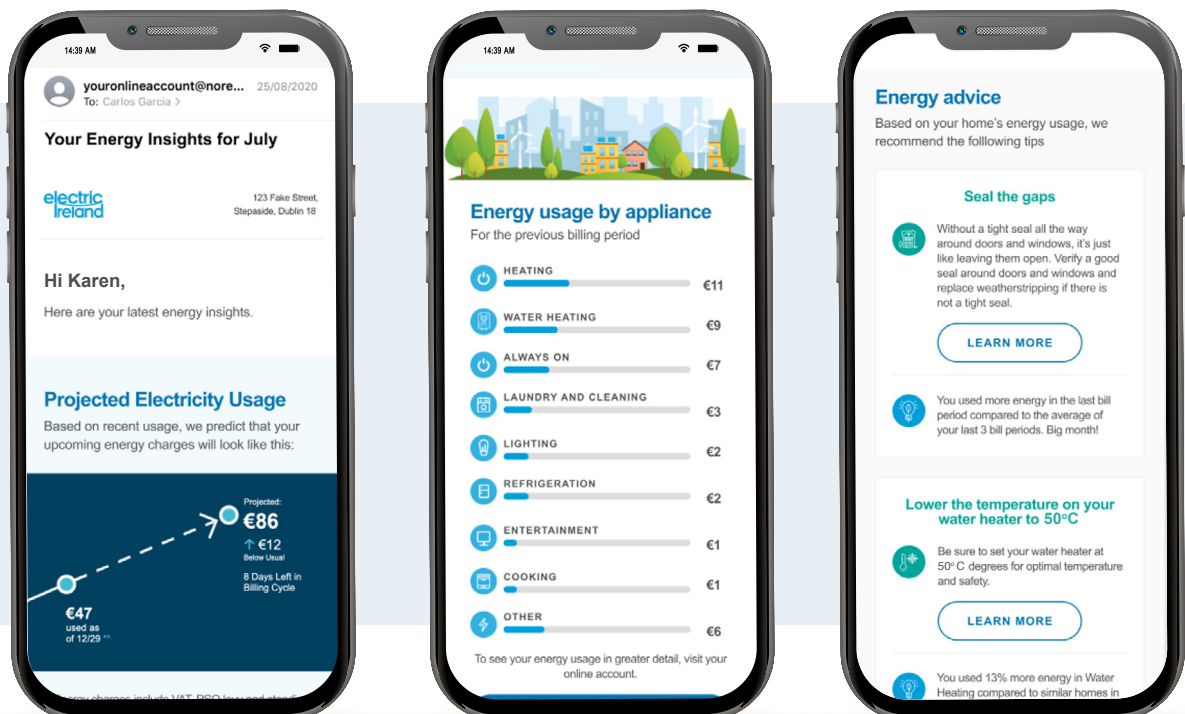 14:39 AM
youronlineaccount@nore... 25/08/2020
To: Carlos Garcia >
Your Energy Insights for July
electric
Ireland
123 Fake Street,
Stepaside, Dublin 18
Hi Karen,
Here are your latest energy insights.
Projected Electricity Usage
Based on recent usage, we predict that your
upcoming energy charges will look like this:
Projected:
€86
↑ €12
Below Usual
8 Days Left in
Billing Cycle
€47
used as
of 12/29 **
Energy charges include VAT, PSO levy and standi
14:39 AM
Energy usage by appliance
For the previous billing period
HEATING
€11
WATER HEATING
€9
ALWAYS ON
€7
LAUNDRY AND CLEANING
€3
LIGHTING
€2
REFRIGERATION
€2
ENTERTAINMENT
€1
COOKING
€1
OTHER
€6
To see your energy usage in greater detail, visit your
online account.
Energy advice
Based on your home's energy usage, we
recommend the folllowing tips
Seal the gaps
Without a tight seal all the way
around doors and windows, it's just
like leaving them open. Verify a good
seal around doors and windows and
replace weatherstripping if there is
not a tight seal.
LEARN MORE
You used more energy in the last bill
period compared to the average of
your last 3 bill periods. Big month!
Lower the temperature on your
water heater to 50°C
Be sure to set your water heater at
50° C degrees for optimal temperature
and safety.
LEARN MORE
You used 13% more energy in Water
Heating compared to similar homes in